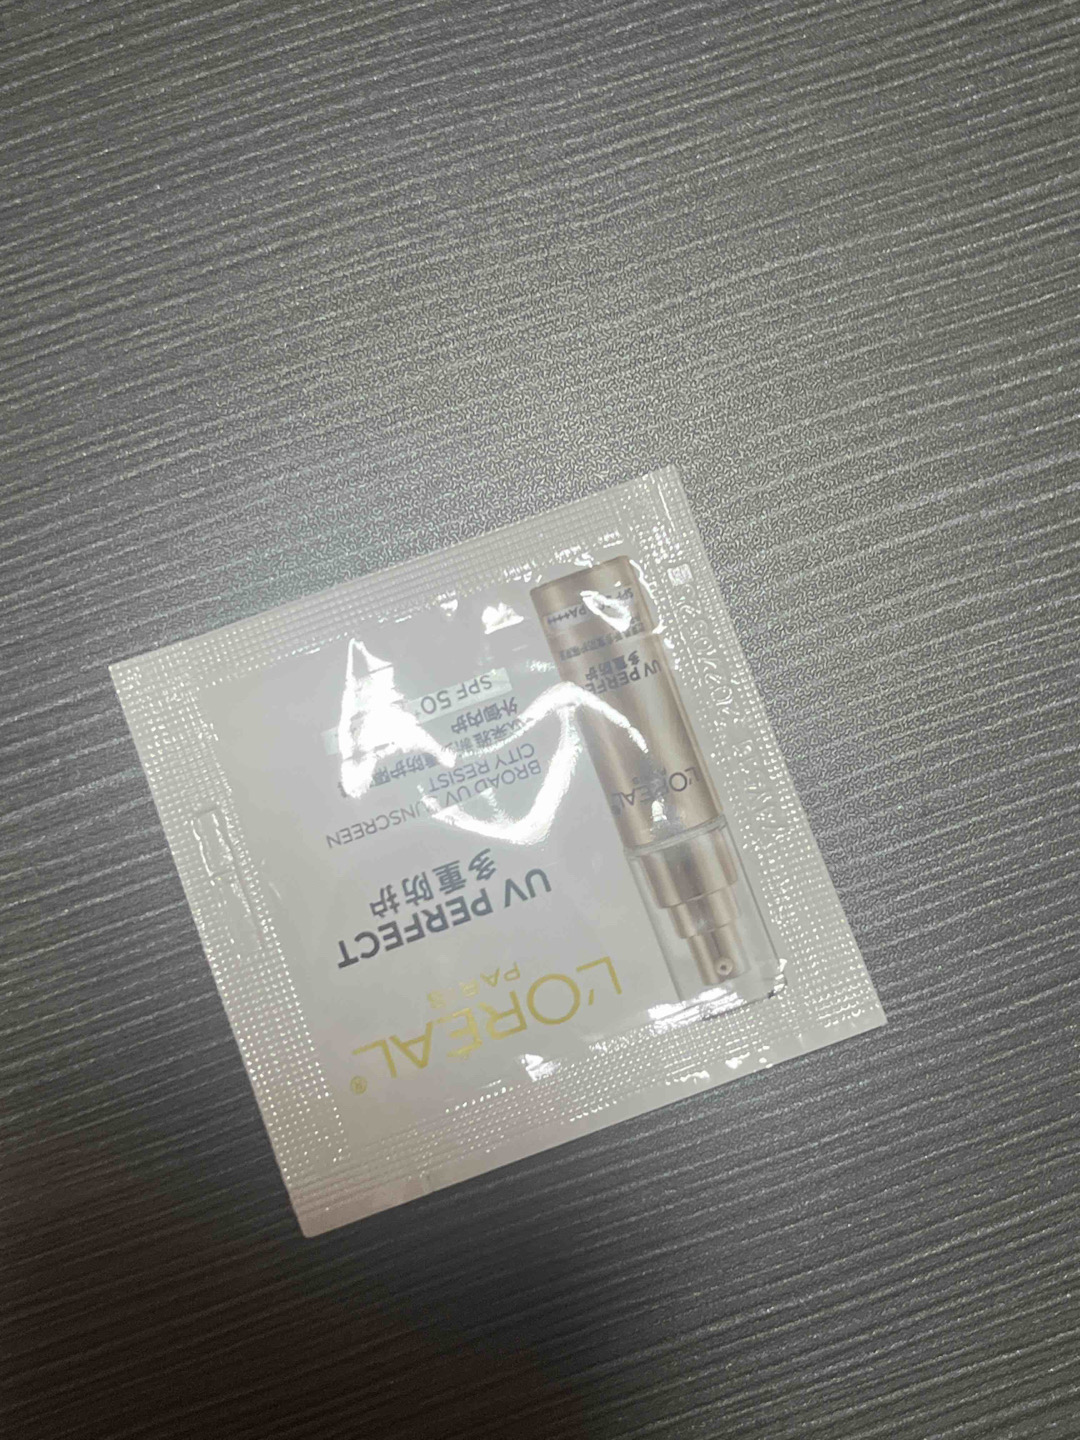 L'ORÉAL®
PARIS
UV PERFECT
多重防护
BROAD UV SUNSCREEN
CITY RESIST
外御内护
SPF 50
L'ORÉAL
PARIS
UV PERFECT
多重防护